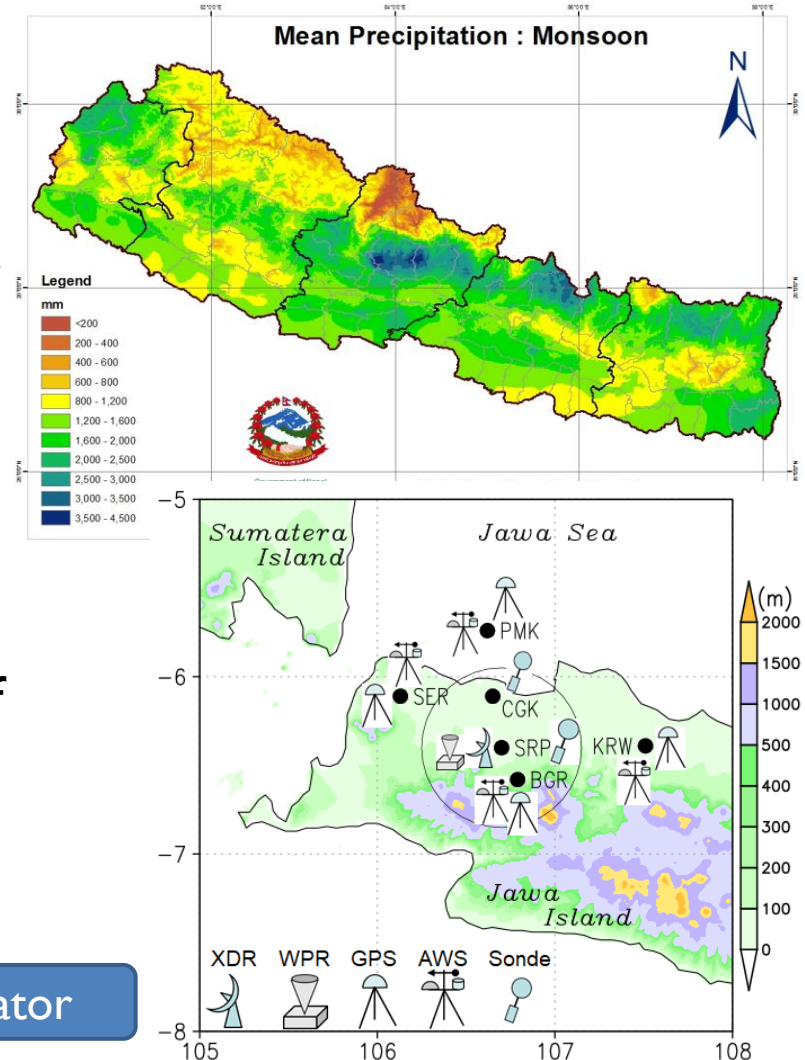 Mean Precipitation : Monsoon
N
Legend
mm
<200
200 - 400
400 - 600
600 - 800
800 - 1,200
1,200 - 1,600
1,600 - 2,000
2,000 - 2,500
2,500 - 3,000
3,000 - 3,500
3,500 - 4,500
-5
Sumatera
Island
Jawa Sea
(m)
PMK
2000
1500
-6
SER
CGK
1000
SRP
KRW
500
BGR
400
300
-7
200
Jawa
Island
100
0
XDR WPR GPS AWS Sonde
ator
-8
105 106 107 108